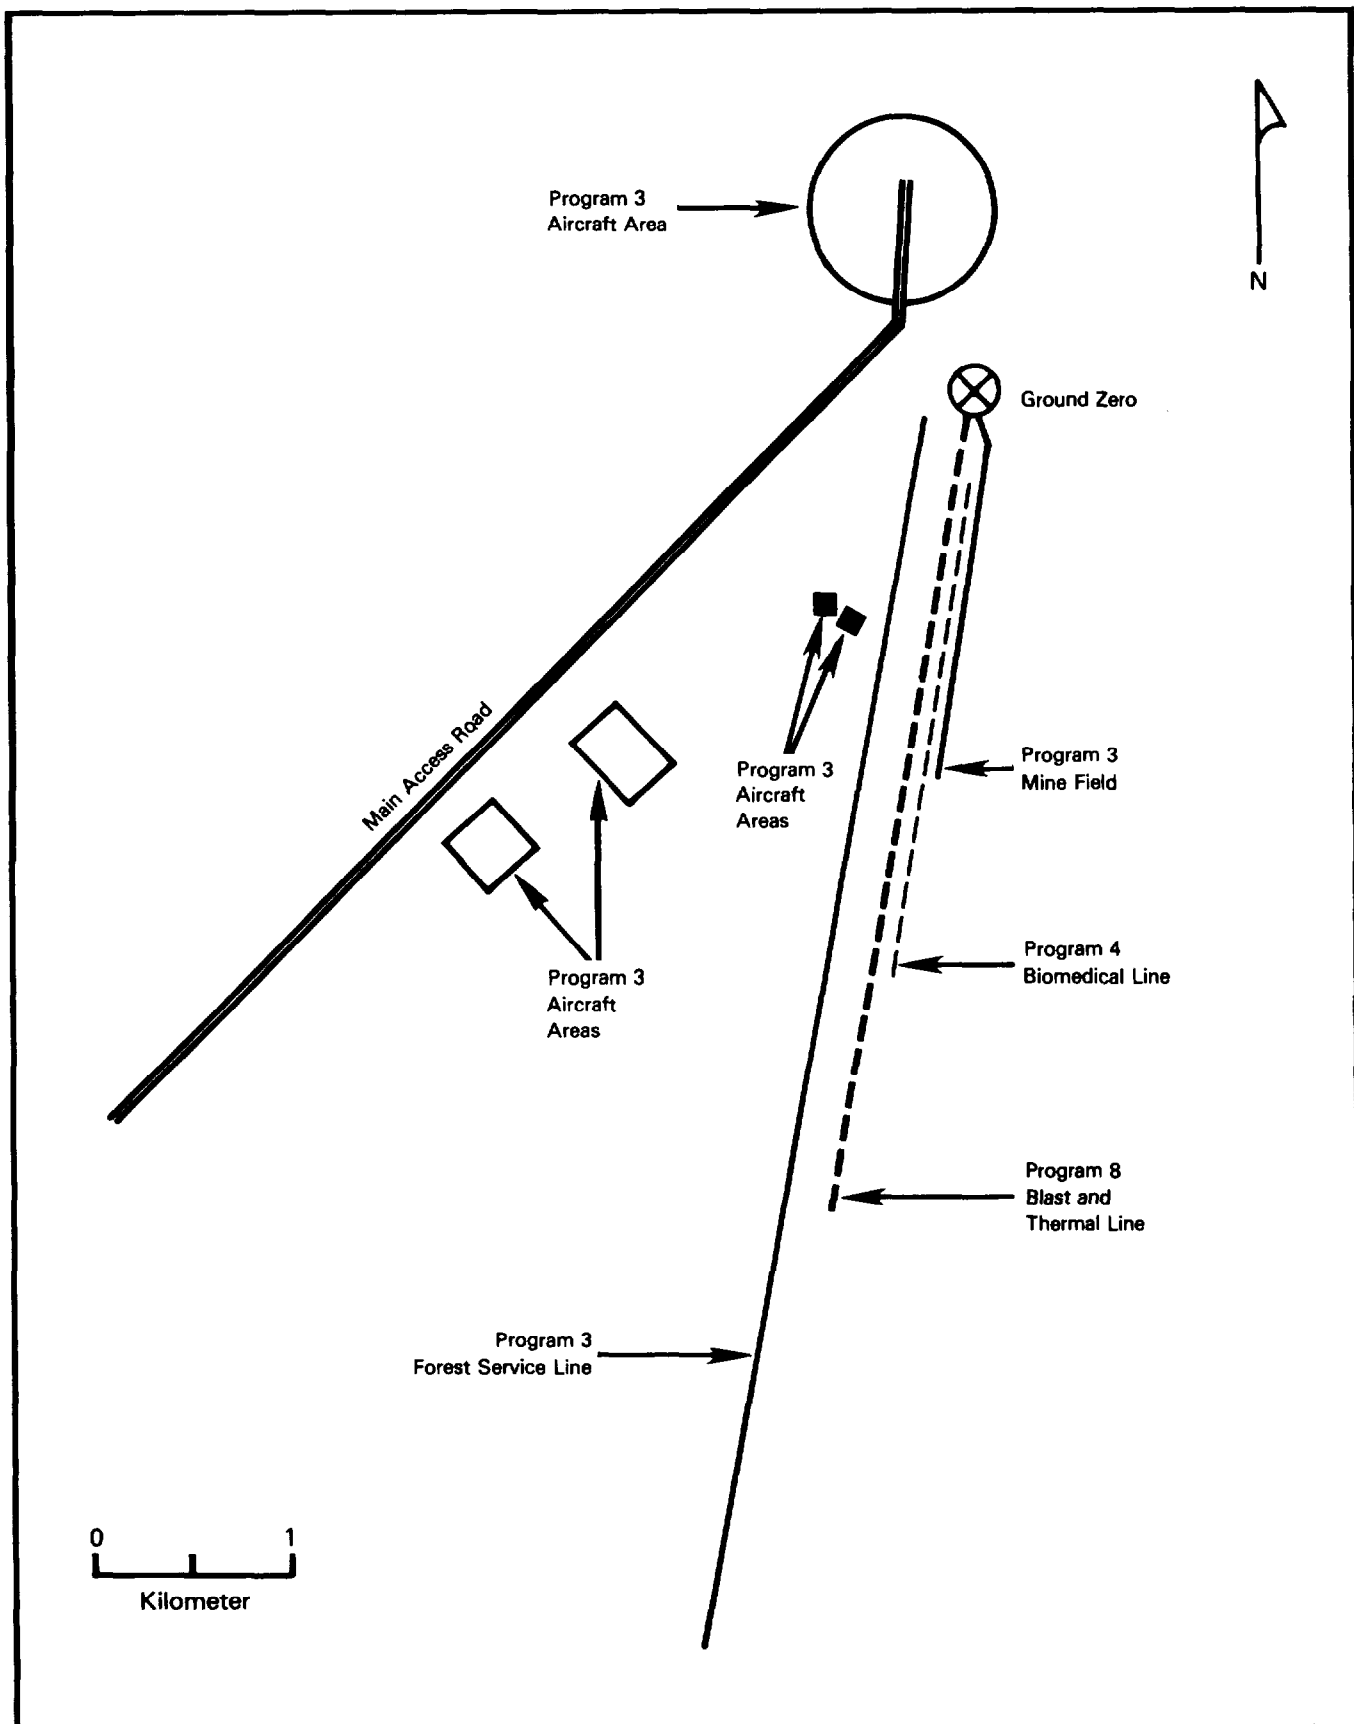 Program 3
Aircraft Area
N
Ground Zero
Main Access Road
Program 3
Aircraft
Areas
Program 3
Mine Field
Program 4
Biomedical Line
Program 3
Aircraft
Areas
Program 8
Blast and
Thermal Line
Program 3
Forest Service Line
0 1
Kilometer